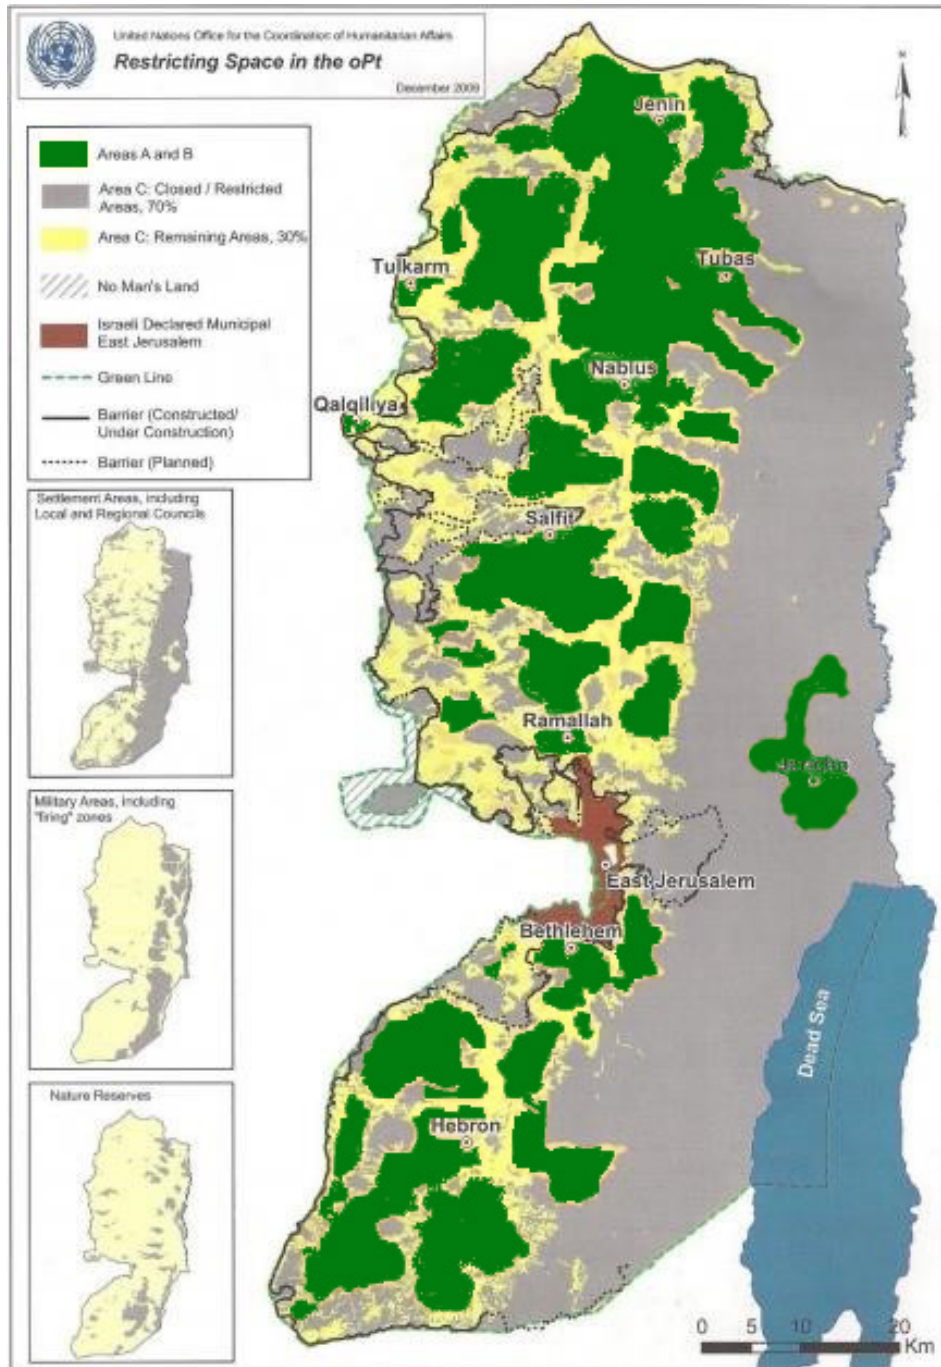 United Nations Office for the Coordination of Humanitarian Affairs
Restricting Space in the oPt
December 2009
N
Areas A and B
Area C: Closed / Restricted
Areas, 70%
Area C: Remaining Areas, 30%
No Man's Land
Israeli Declared Municipal
East Jerusalem
Green Line
Barrier (Constructed/
Under Construction)
Barrier (Planned)
Settlement Areas, including
Local and Regional Councils
Military Areas, including
"firing" zones
Nature Reserves
Jenin
Tubas
Tulkarm
Nablus
Qalqiliya
Salfit
Ramallah
East Jerusalem
Bethlehem
Dead Sea
Hebron
0 5 10 20
Km